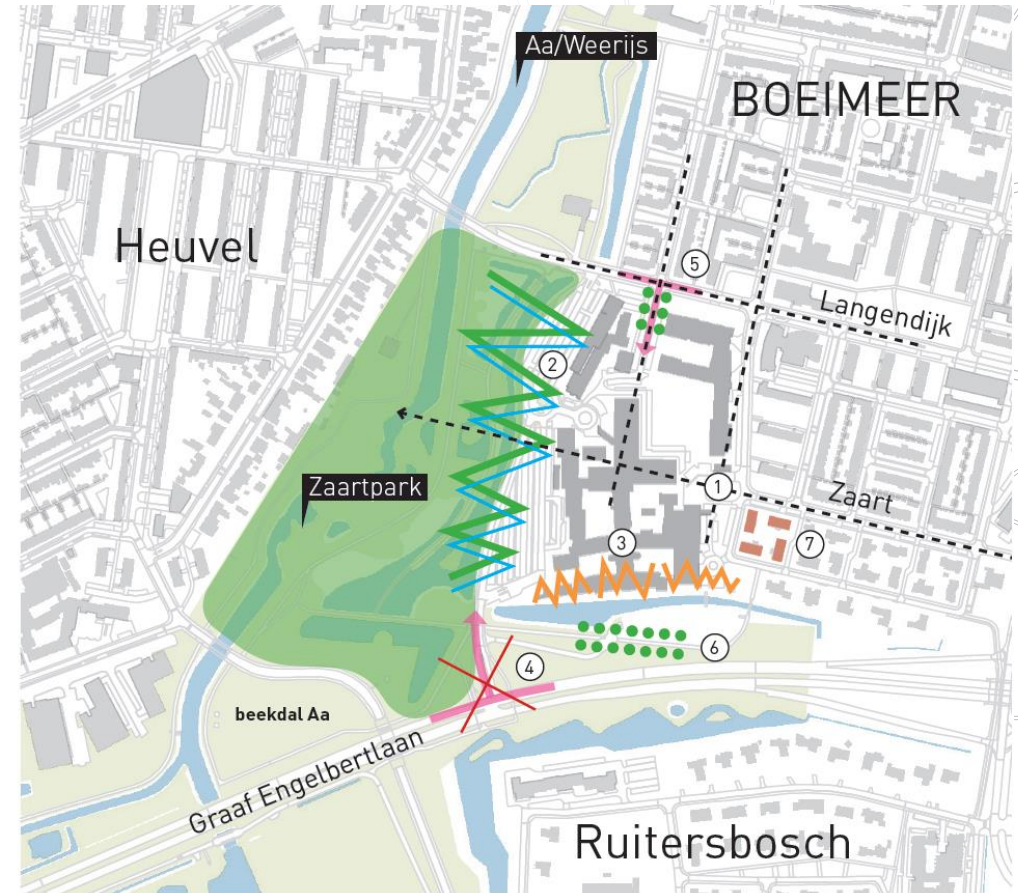 Aa/Weerijs
BOEIMEER
Heuvel
5
Langendijk
2
Zaartpark
1
Zaart
3
7
6
4
beekdal Aa
Graaf Engelbertlaan
Ruitersbosch